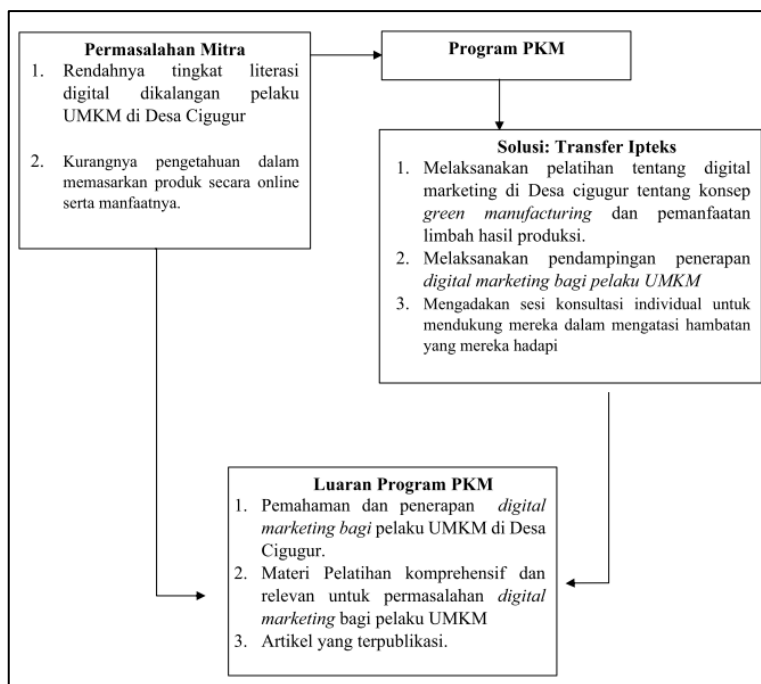 Permasalahan Mitra
1. Rendahnya tingkat literasi
digital dikalangan pelaku
UMKM di Desa Cigugur
2. Kurangnya pengetahuan dalam
memasarkan produk secara online
serta manfaatnya.
Program PKM
Solusi: Transfer Ipteks
1. Melaksanakan pelatihan tentang digital
marketing di Desa cigugur tentang konsep
green manufacturing dan pemanfaatan
limbah hasil produksi.
2. Melaksanakan pendampingan penerapan
digital marketing bagi pelaku UMKM
3. Mengadakan sesi konsultasi individual untuk
mendukung mereka dalam mengatasi hambatan
yang mereka hadapi
Luaran Program PKM
1. Pemahaman dan penerapan digital
marketing bagi pelaku UMKM di Desa
Cigugur.
2. Materi Pelatihan komprehensif dan
relevan untuk permasalahan digital
marketing bagi pelaku UMKM
3. Artikel yang terpublikasi.